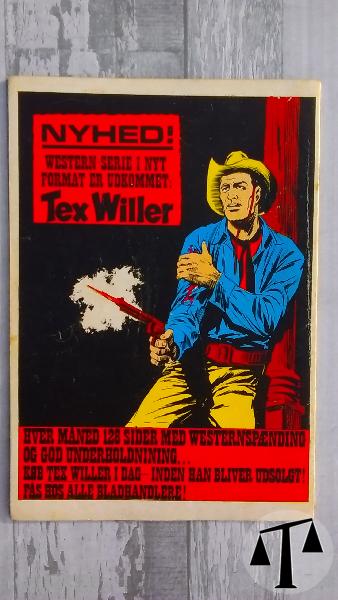 NYHED!
WESTERN SERIE I NYT
FORMAT ER UDKOMMET:
Tex Willer
HVER MÅNED 128 SIDER MED WESTERNSPÆNDING
OG GOD UNDERHOLDNINING...
KØB TEX WILLER I DAG-INDEN HAN BLIVER UDSOLGT!
FÅS HOS ALLE BLADHANDLERE!